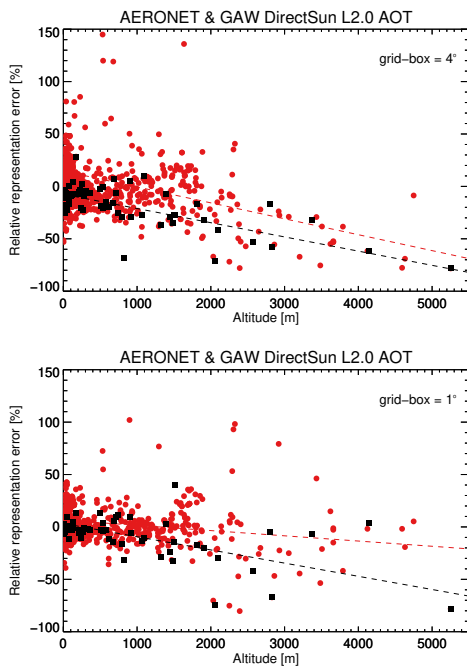 AERONET & GAW DirectSun L2.0 AOT
150
grid−box = 4°
100
50
0
−50
−100
Relative representation error [%]
0 1000 2000 3000 4000 5000
Altitude [m]
AERONET & GAW DirectSun L2.0 AOT
150
grid−box = 1°
100
50
0
−50
−100
Relative representation error [%]
0 1000 2000 3000 4000 5000
Altitude [m]